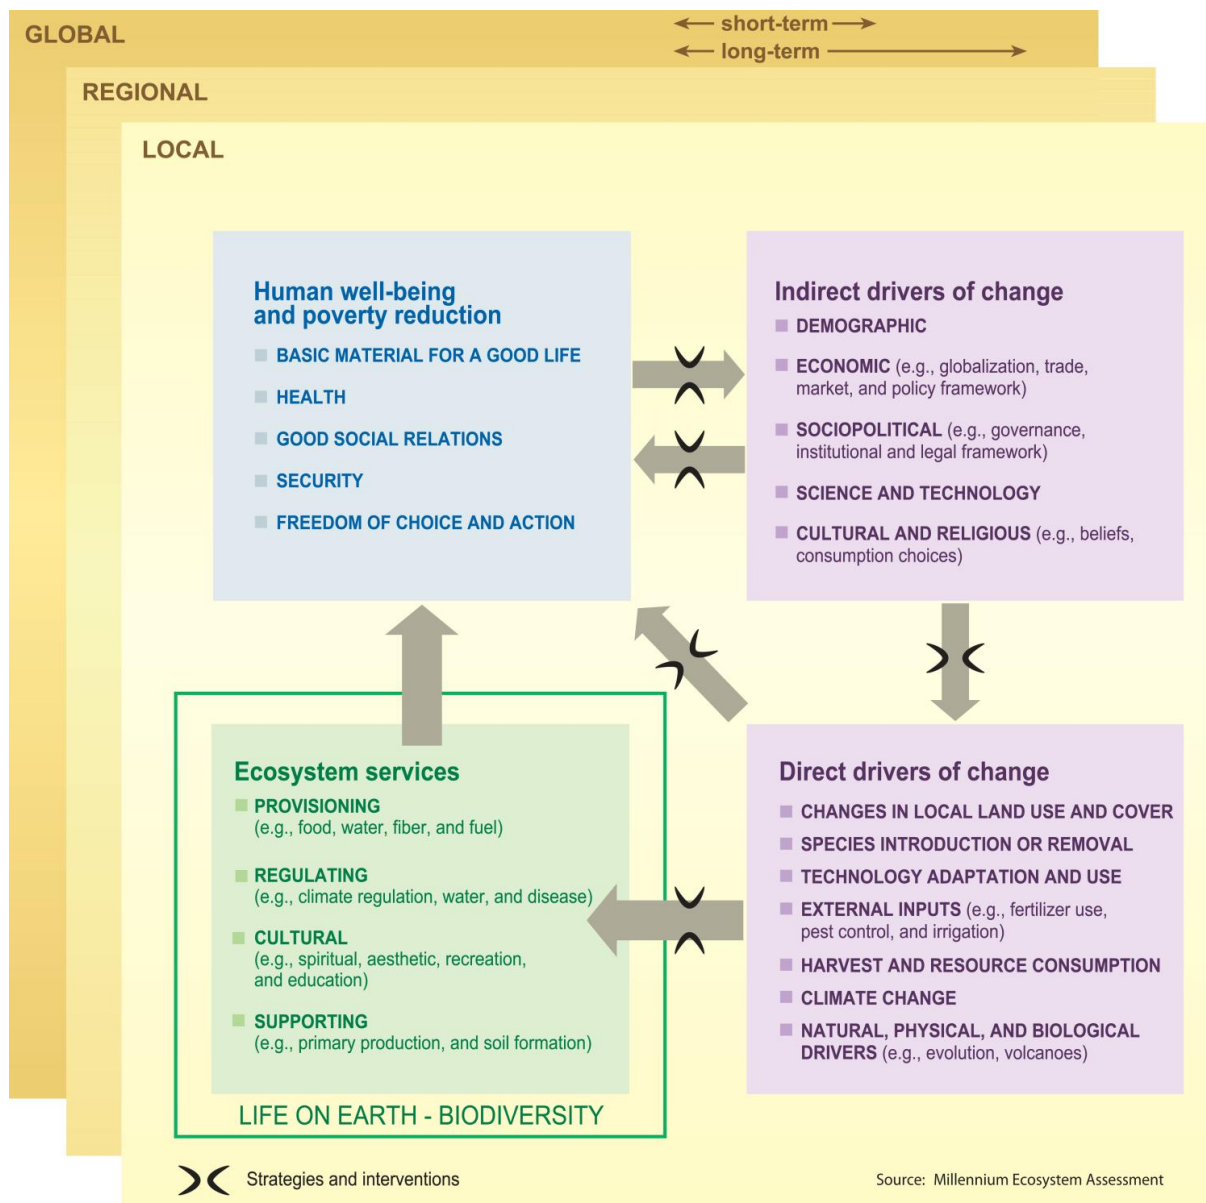 GLOBAL
short-term
long-term
REGIONAL
LOCAL
Human well-being
and poverty reduction
BASIC MATERIAL FOR A GOOD LIFE
HEALTH
GOOD SOCIAL RELATIONS
SECURITY
FREEDOM OF CHOICE AND ACTION
Indirect drivers of change
DEMOGRAPHIC
ECONOMIC (e.g., globalization, trade,
market, and policy framework)
SOCIOPOLITICAL (e.g., governance,
institutional and legal framework)
SCIENCE AND TECHNOLOGY
CULTURAL AND RELIGIOUS (e.g., beliefs,
consumption choices)
Ecosystem services
PROVISIONING
(e.g., food, water, fiber, and fuel)
REGULATING
(e.g., climate regulation, water, and disease)
CULTURAL
(e.g., spiritual, aesthetic, recreation,
and education)
SUPPORTING
(e.g., primary production, and soil formation)
LIFE ON EARTH - BIODIVERSITY
Direct drivers of change
CHANGES IN LOCAL LAND USE AND COVER
SPECIES INTRODUCTION OR REMOVAL
TECHNOLOGY ADAPTATION AND USE
EXTERNAL INPUTS (e.g., fertilizer use,
pest control, and irrigation)
HARVEST AND RESOURCE CONSUMPTION
CLIMATE CHANGE
NATURAL, PHYSICAL, AND BIOLOGICAL
DRIVERS (e.g., evolution, volcanoes)
Strategies and interventions
Source: Millennium Ecosystem Assessment